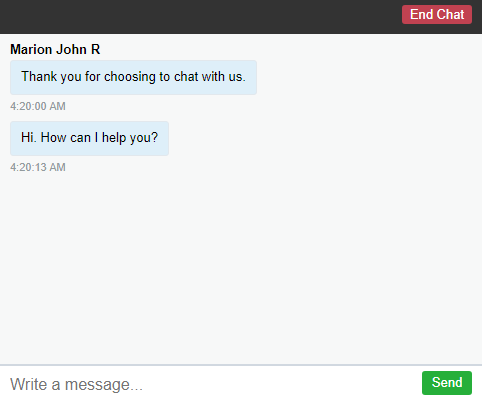 End Chat
Marion John R
Thank you for choosing to chat with us.
4:20:00 AM
Hi. How can I help you?
4:20:13 AM
Write a message...
Send